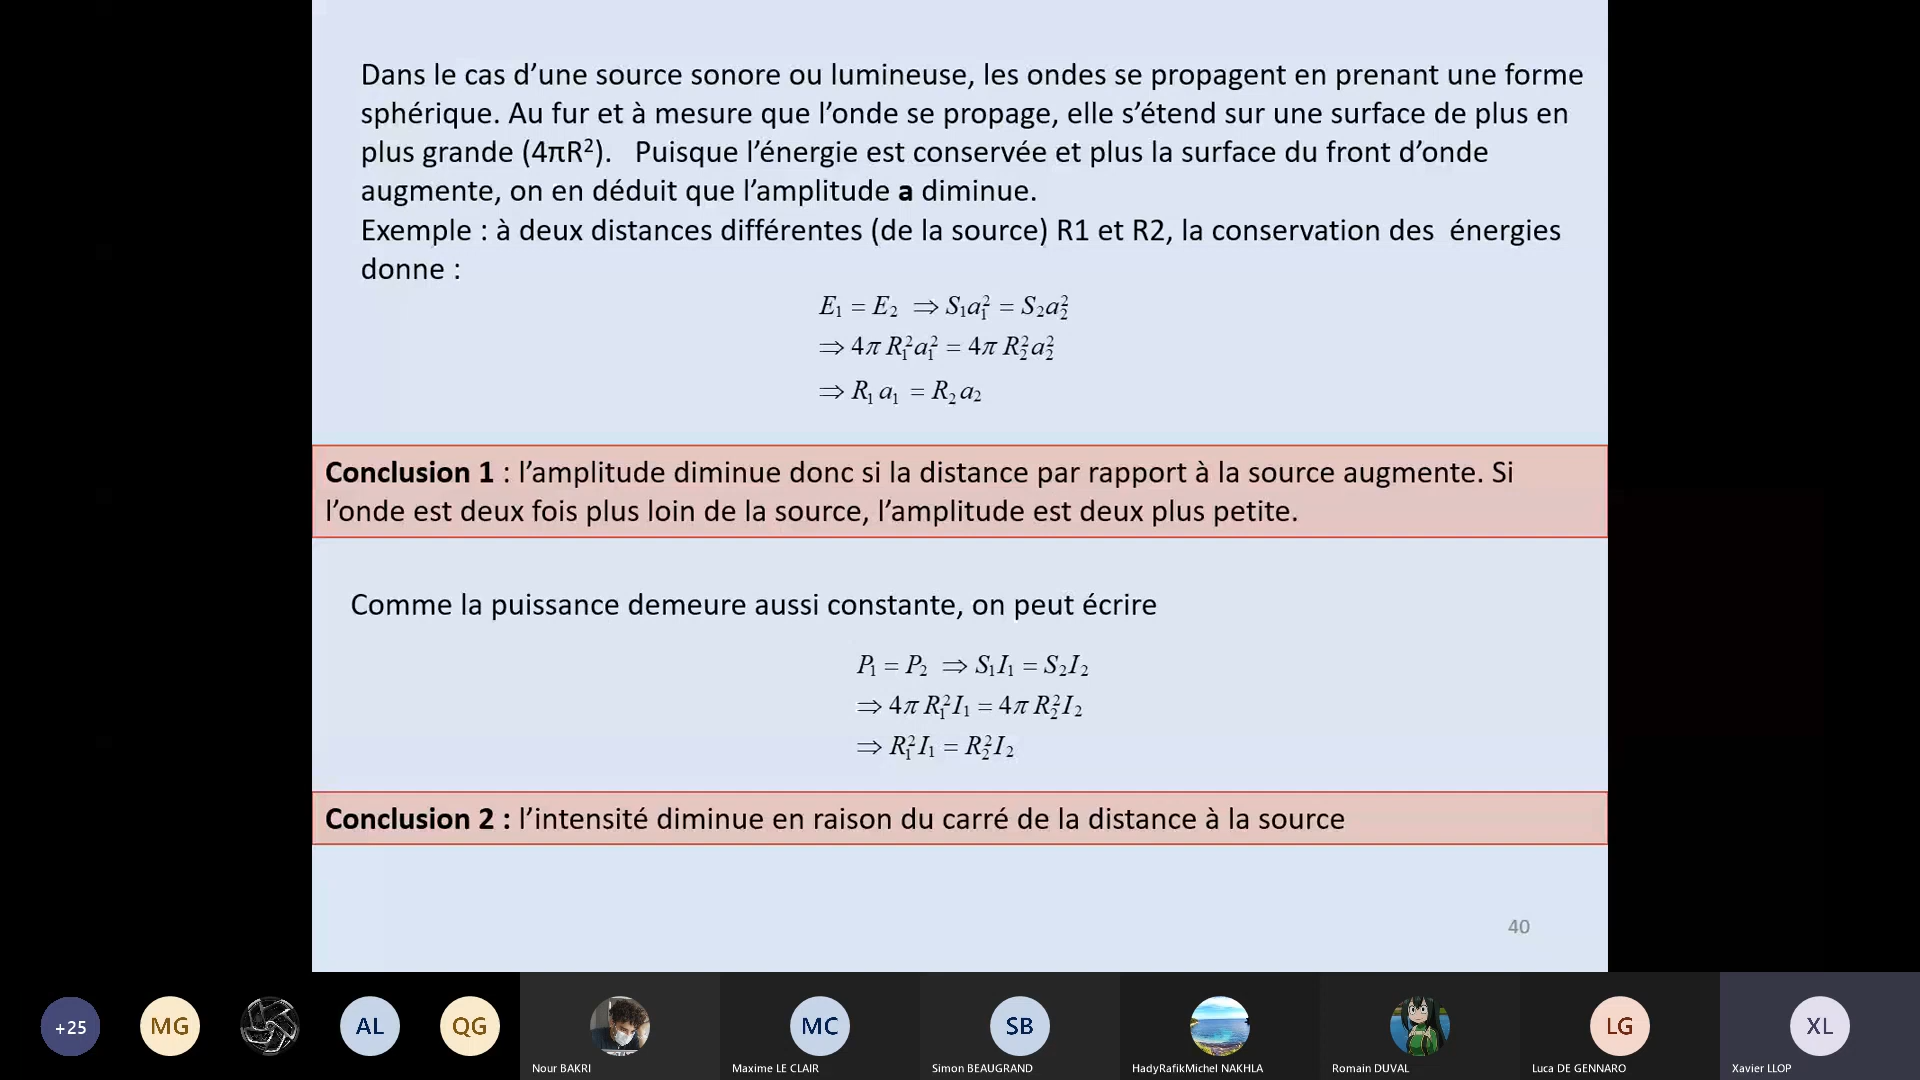 Dans le cas d’une source sonore ou lumineuse, les ondes se propagent en prenant une forme
sphérique. Au fur et à mesure que l’onde se propage, elle s’étend sur une surface de plus en
plus grande (4πR²).   Puisque l’énergie est conservée et plus la surface du front d’onde
augmente, on en déduit que l’amplitude a diminue.
Exemple : à deux distances différentes (de la source) R1 et R2, la conservation des  énergies
donne :
E₁ = E₂ ⇒ S₁a₁² = S₂a₂²
⇒ 4π R₁²a₁² = 4π R₂²a₂²
⇒ R₁ a₁ = R₂ a₂
Conclusion 1 : l’amplitude diminue donc si la distance par rapport à la source augmente. Si
l’onde est deux fois plus loin de la source, l’amplitude est deux plus petite.
Comme la puissance demeure aussi constante, on peut écrire
P₁ = P₂ ⇒ S₁I₁ = S₂I₂
⇒ 4π R₁²I₁ = 4π R₂²I₂
⇒ R₁²I₁ = R₂²I₂
Conclusion 2 : l’intensité diminue en raison du carré de la distance à la source
40
+25 MG AL QG MC SB LG XL
Nour BAKRI Maxime LE CLAIR Simon BEAUGRAND HadyRafikMichel NAKHLA Romain DUVAL Luca DE GENNARO Xavier LLOP